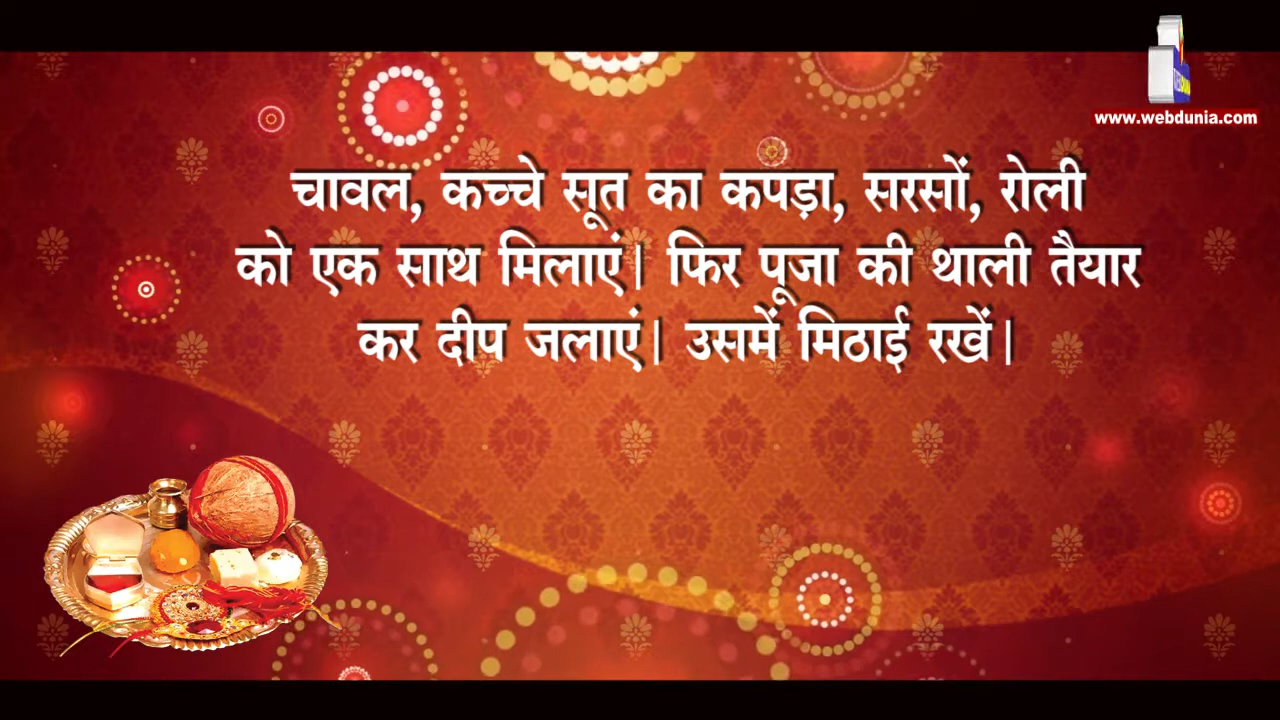 www.webdunia.com
चावल, कच्चे सूत का कपड़ा, सरसों, रोली
को एक साथ मिलाएं| फिर पूजा की थाली तैयार
कर दीप जलाएं| उसमें मिठाई रखें|